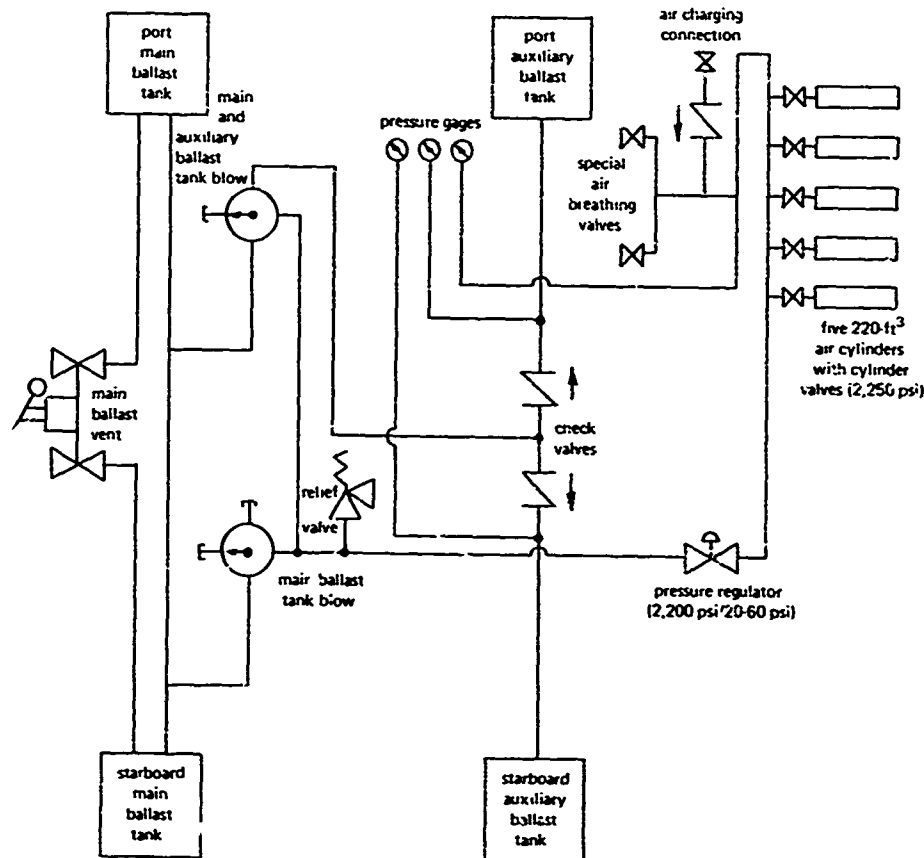 port
main
ballast
tank
main
and
auxiliary
ballast
tank blow
pressure gages
port
auxiliary
ballast
tank
air charging
connection
special
air
breathing
valves
five 220-ft³
air cylinders
with cylinder
valves (2,250 psi)
main
ballast
vent
check
valves
relief
valve
main ballast
tank blow
pressure regulator
(2,200 psi/20-60 psi)
starboard
main
ballast
tank
starboard
auxiliary
ballast
tank